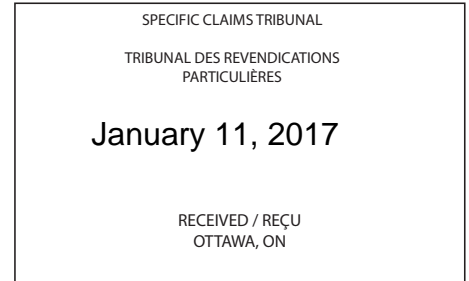 SPECIFIC CLAIMS TRIBUNAL
TRIBUNAL DES REVENDICATIONS
PARTICULIÈRES
January 11, 2017
RECEIVED / REÇU
OTTAWA, ON